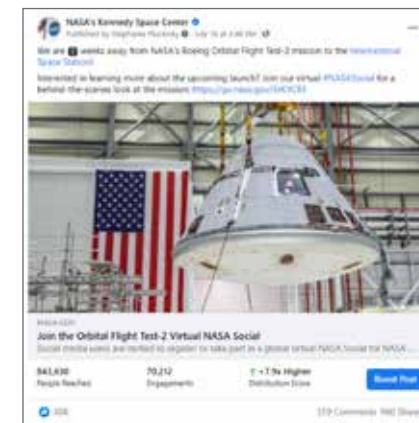 NASA's Kennedy Space Center
Published by Stephanie Plucinsky · July 16 at 3:46 PM
We are 2 weeks away from NASA's Boeing Orbital Flight Test-2 mission to the International
Space Station!
Interested in learning more about the upcoming launch? Join our virtual #NASASocial for a
behind-the-scenes look at the mission:
NASA.GOV
Join the Orbital Flight Test-2 Virtual NASA Social
Social media users are invited to register to take part in a global virtual NASA Social for NASA...
70,212
People Reached Engagements
+7.9x Higher
Distribution Score
Boost Post
359 Comments Shares